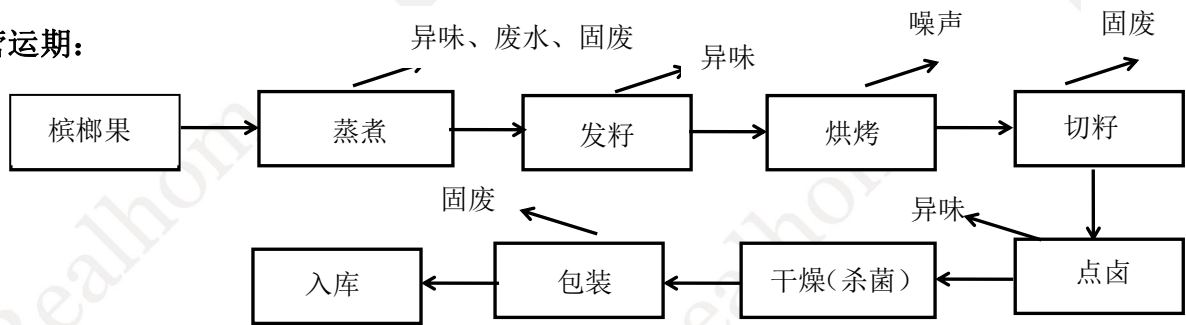 异味、废水、固废
噪声
固废
运期：
异味
槟榔果
蒸煮
发籽
烘烤
切籽
固废
异味
入库
包装
干燥（杀菌）
点卤
Realhom